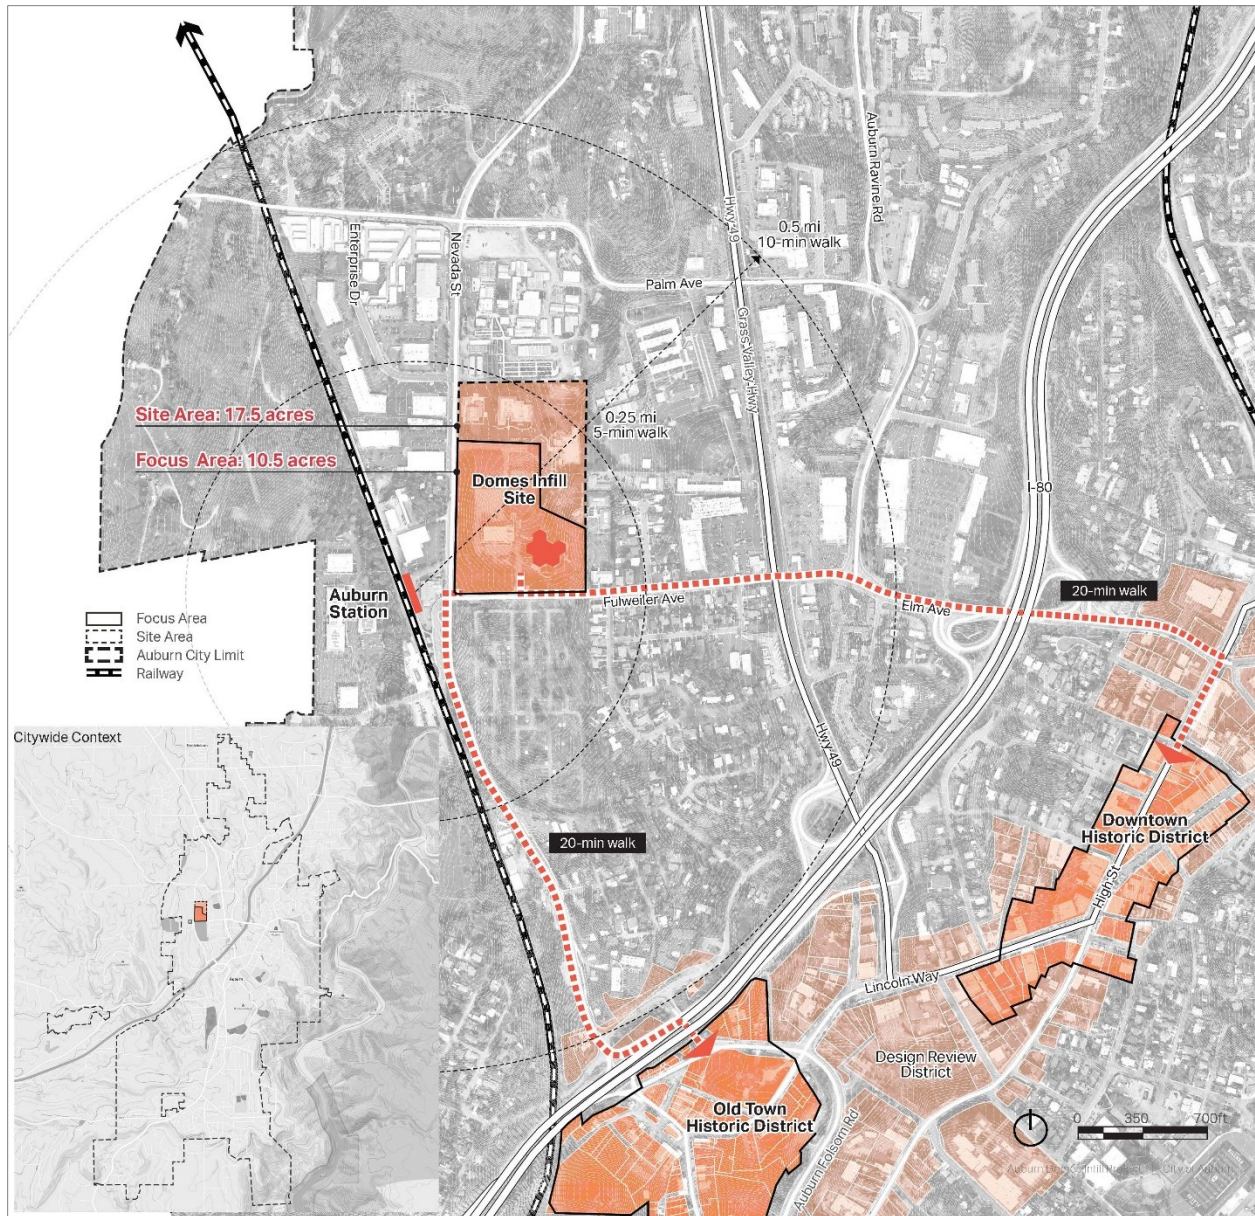 Enterprise Dr
Nevada St
Hwy 49
Auburn Ravine Rd
0.5 mi
10-min walk
Palm Ave
Grass Valley Hwy
Site Area: 17.5 acres
0.25 mi
5-min walk
Focus Area: 10.5 acres
Domes Infill
Site
I-80
Auburn
Station
Fulweiler Ave
Elm Ave
20-min walk
Focus Area
Site Area
Auburn City Limit
Railway
Citywide Context
Hwy 49
20-min walk
Downtown
Historic District
High St
Lincoln Way
Design Review
District
Old Town
Historic District
Auburn Folsom Rd
0 350 700ft